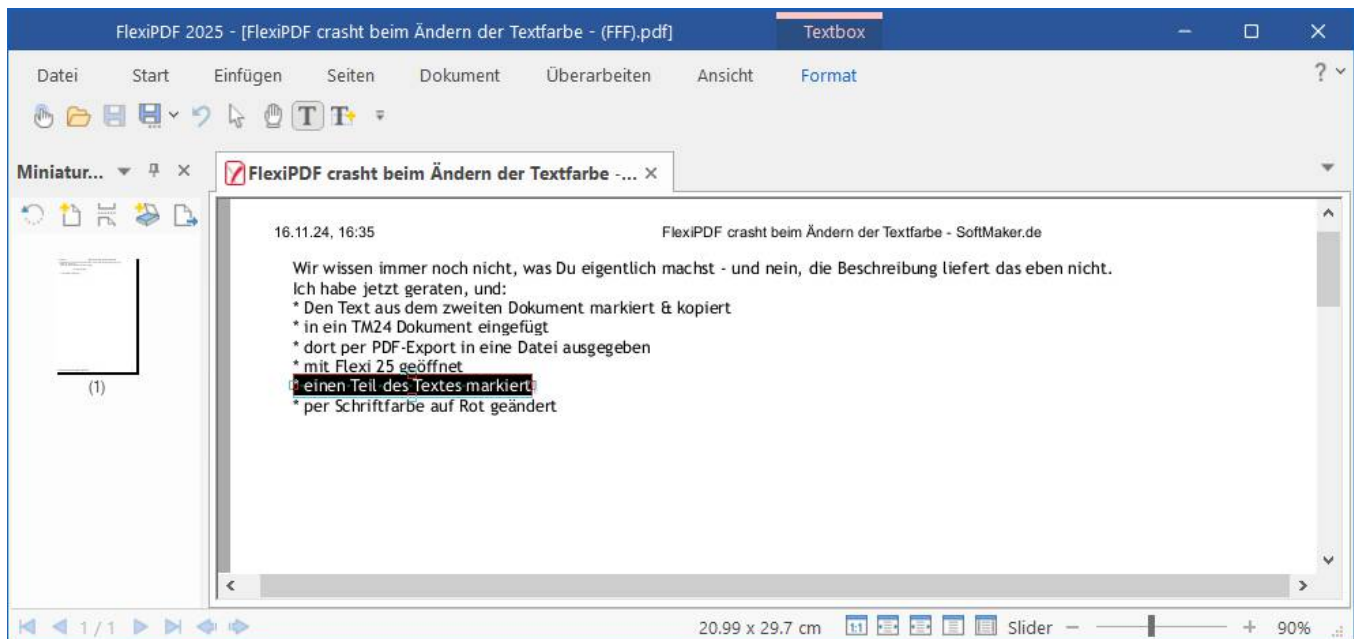 FlexiPDF 2025 - [FlexiPDF crasht beim Ändern der Textfarbe - (FFF).pdf] Textbox
Datei Start Einfügen Seiten Dokument Überarbeiten Ansicht Format ?
T T
Miniatur... FlexiPDF crasht beim Ändern der Textfarbe -...
16.11.24, 16:35 FlexiPDF crasht beim Ändern der Textfarbe - SoftMaker.de
Wir wissen immer noch nicht, was Du eigentlich machst - und nein, die Beschreibung liefert das eben nicht.
Ich habe jetzt geraten, und:
* Den Text aus dem zweiten Dokument markiert & kopiert
* in ein TM24 Dokument eingefügt
* dort per PDF-Export in eine Datei ausgegeben
* mit Flexi 25 geöffnet
* einen Teil des Textes markiert
* per Schriftfarbe auf Rot geändert
(1)
1 / 1 20.99 x 29.7 cm 1:1 Slider 90%